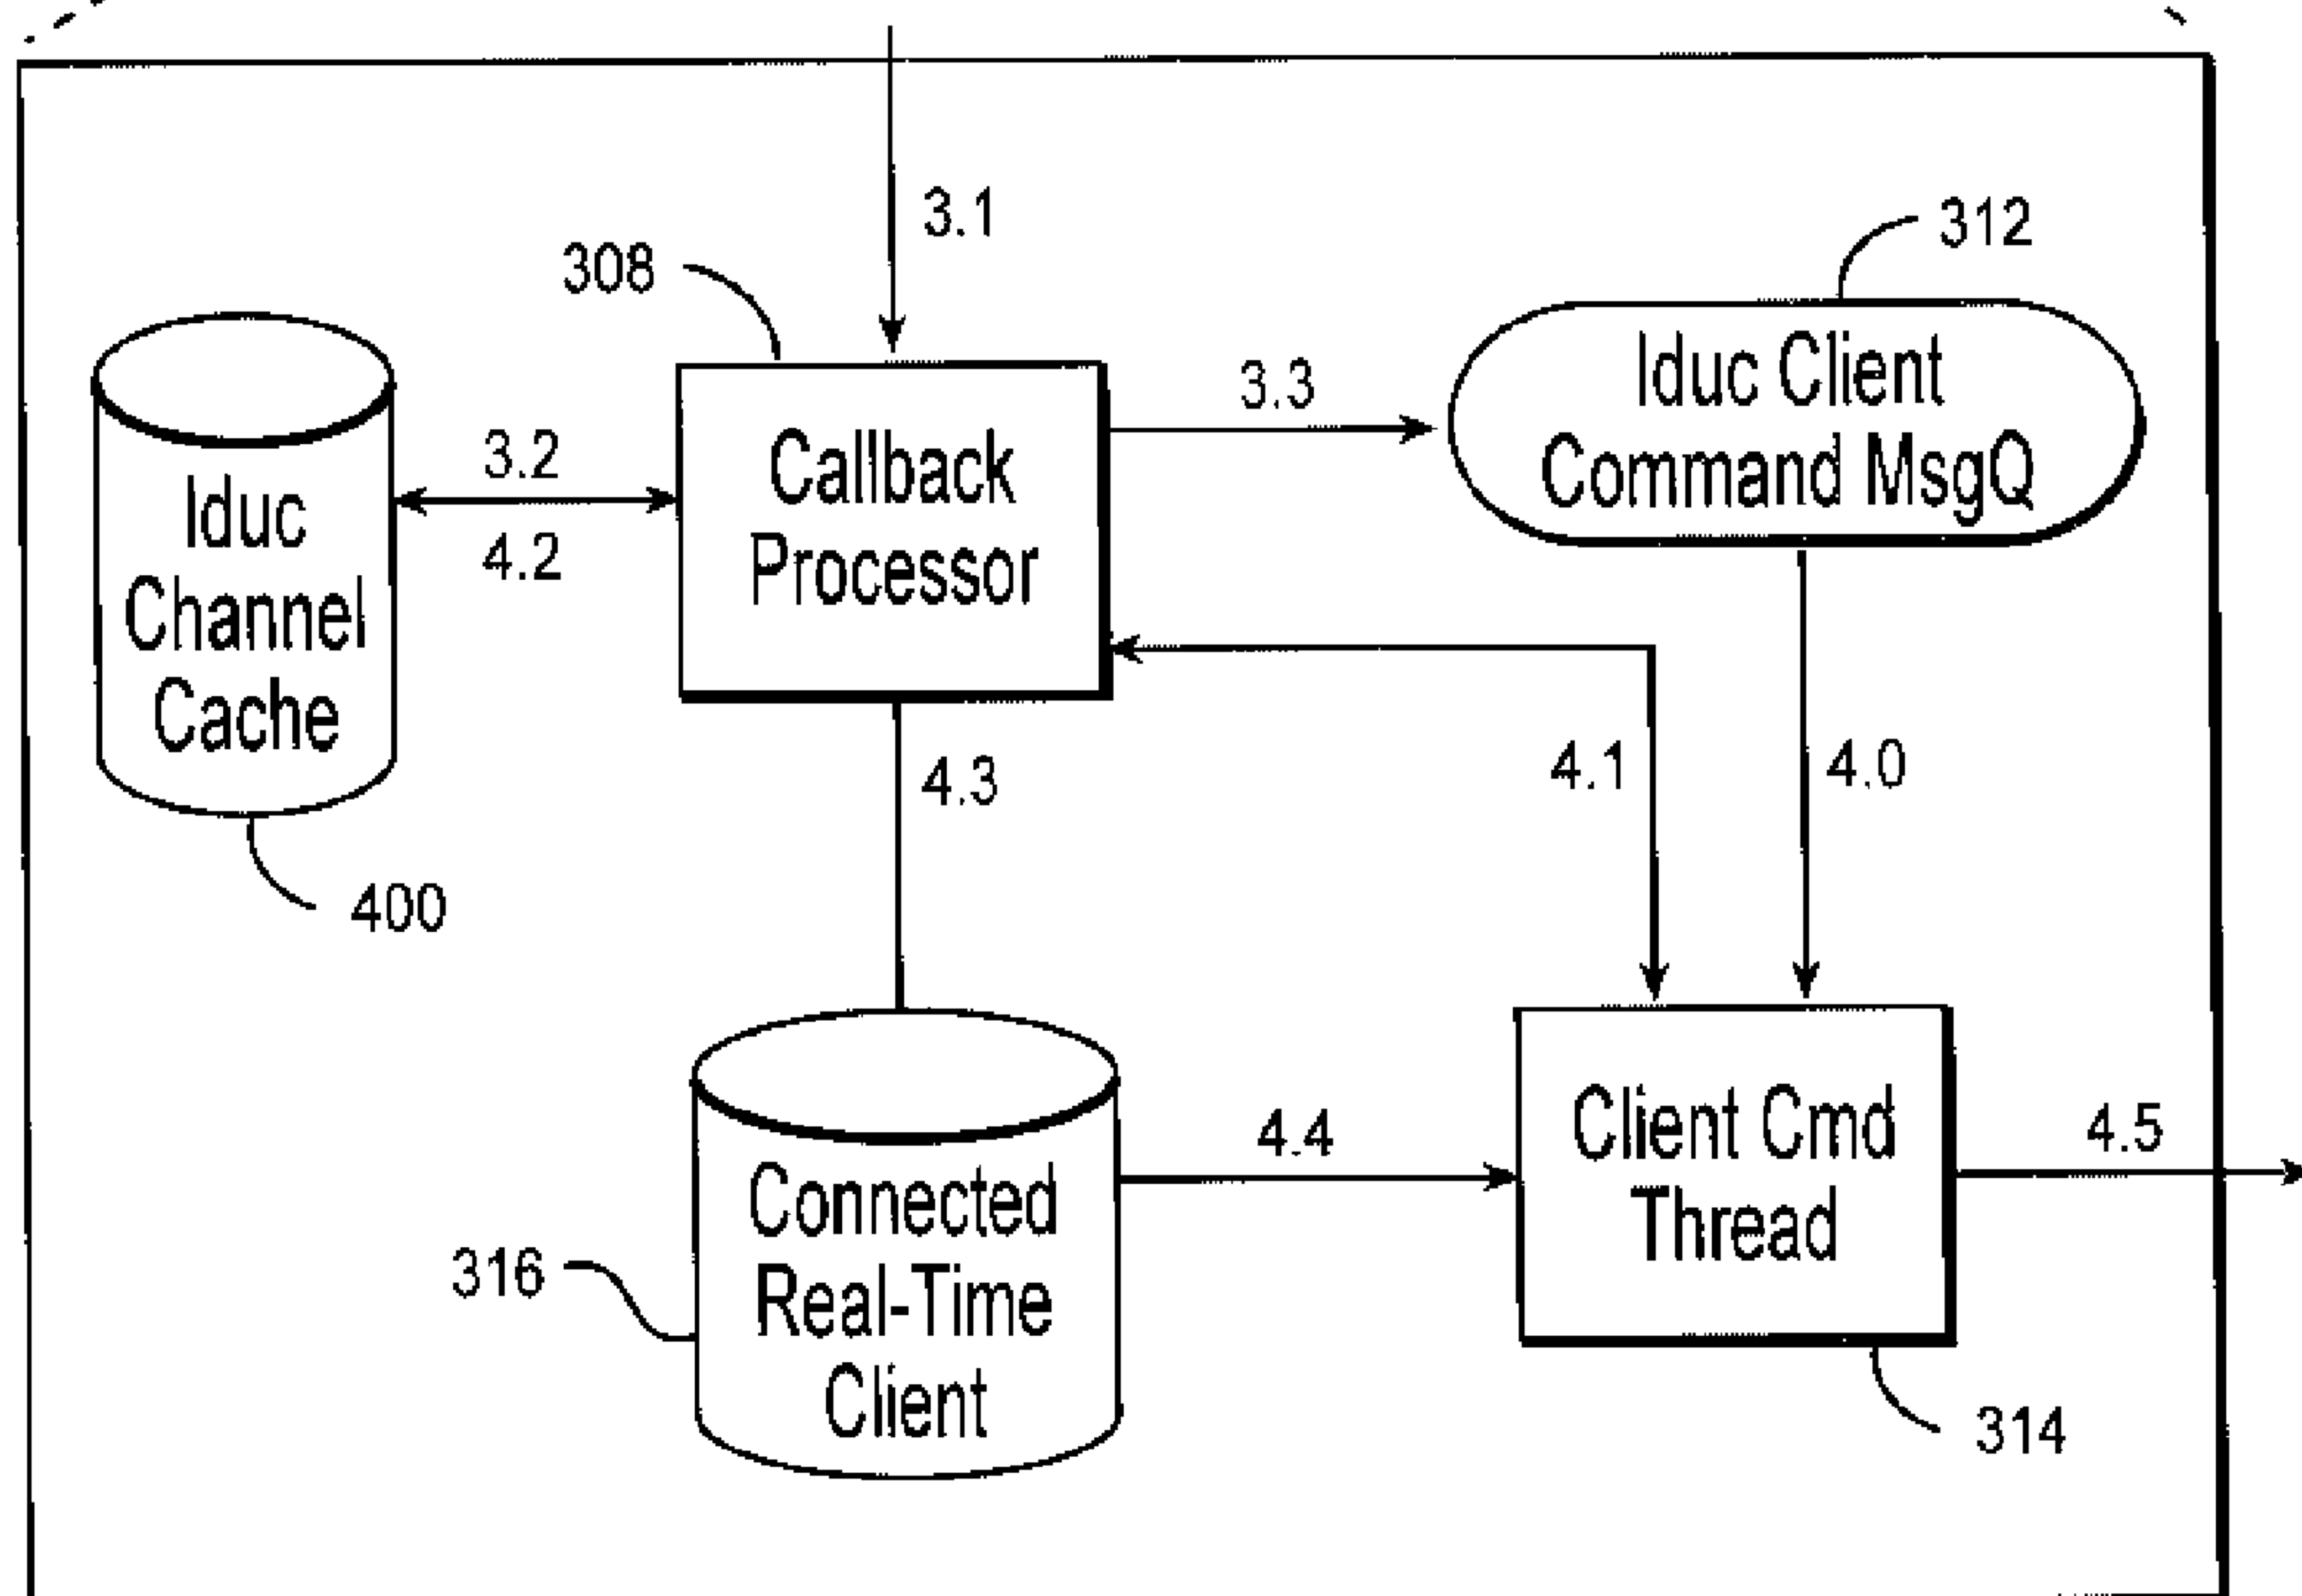 3.1
312
308
Iduc Client
Command MsgQ
3.3
Callback
Processor
3.2
4.2
Iduc
Channel
Cache
4.3
4.1
4.0
400
Client Cmd
Thread
4.4
4.5
Connected
Real-Time
Client
316
314